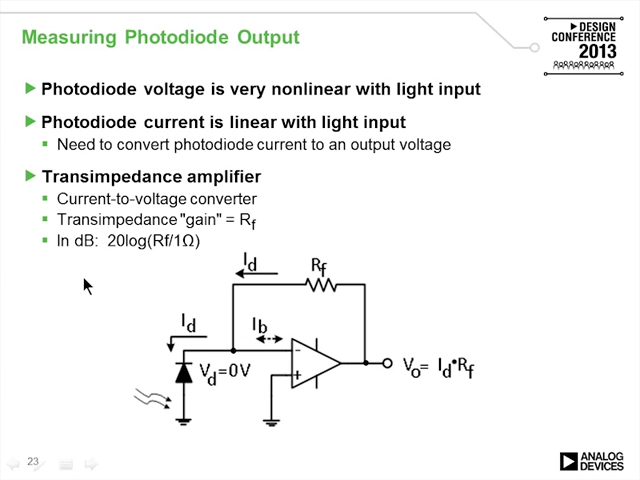 Measuring Photodiode Output
DESIGN
CONFERENCE
2013
Photodiode voltage is very nonlinear with light input
Photodiode current is linear with light input
Need to convert photodiode current to an output voltage
Transimpedance amplifier
Current-to-voltage converter
Transimpedance "gain" = Rf
In dB: 20log(Rf/1Ω)
Id
Rf
Id
Ib
Vd=0V
-
+
Vo= Id•Rf
23
ANALOG
DEVICES